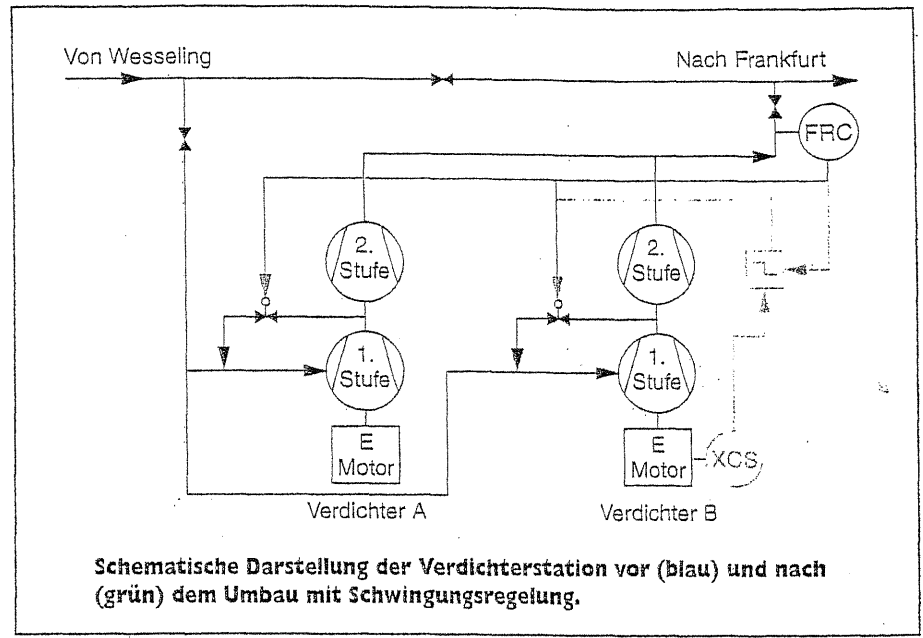 Von Wesseling
Nach Frankfurt
FRC
2.
Stufe
2.
Stufe
1.
Stufe
1.
Stufe
E
Motor
E
Motor
XCS
Verdichter A
Verdichter B
Schematische Darstellung der Verdichterstation vor (blau) und nach
(grün) dem Umbau mit Schwingungsregelung.